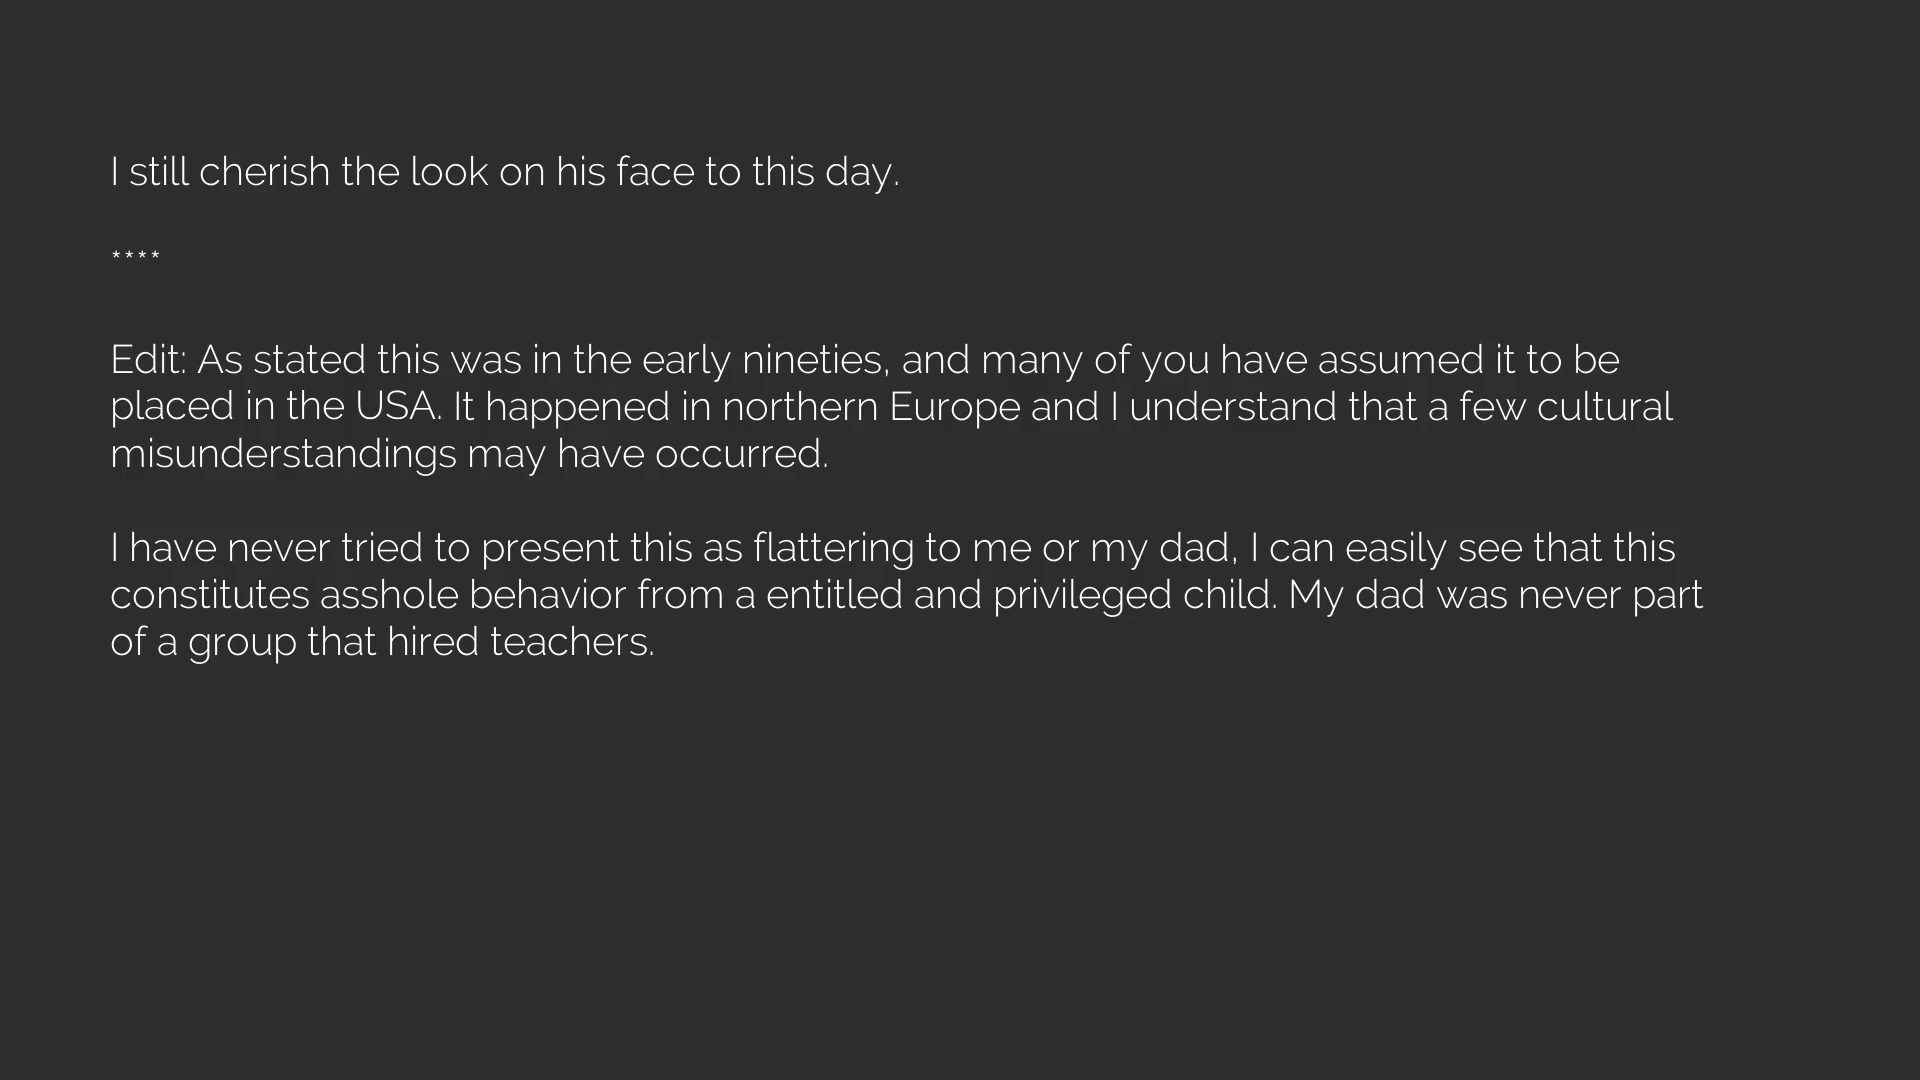 I still cherish the look on his face to this day.
****
Edit: As stated this was in the early nineties, and many of you have assumed it to be
placed in the USA. It happened in northern Europe and I understand that a few cultural
misunderstandings may have occurred.
I have never tried to present this as flattering to me or my dad, I can easily see that this
constitutes asshole behavior from a entitled and privileged child. My dad was never part
of a group that hired teachers.